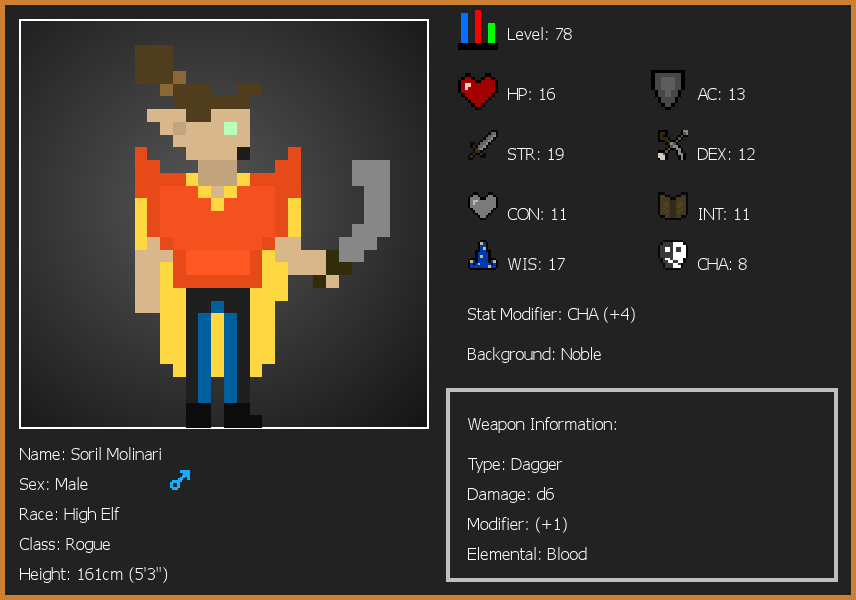 Level: 78
HP: 16
AC: 13
STR: 19
DEX: 12
CON: 11
INT: 11
WIS: 17
CHA: 8
Stat Modifier: CHA (+4)
Background: Noble
Weapon Information:
Type: Dagger
Damage: d6
Modifier: (+1)
Elemental: Blood
Name: Soril Molinari
Sex: Male
Race: High Elf
Class: Rogue
Height: 161cm (5'3")